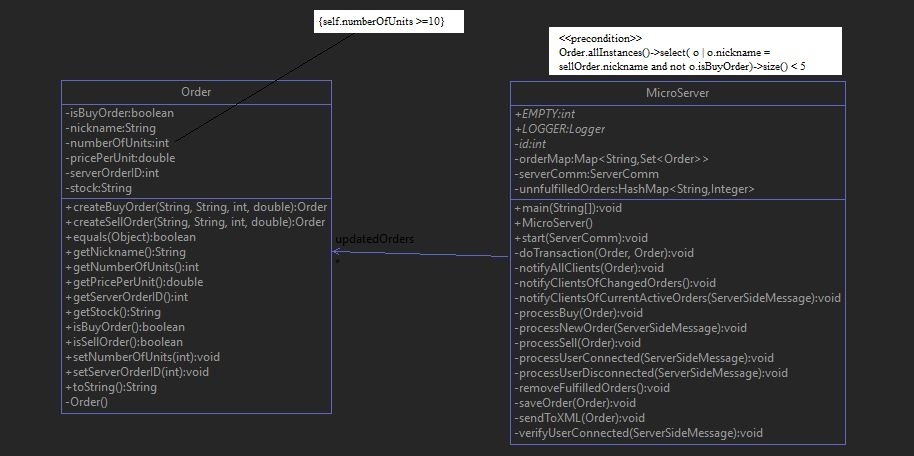 {self.numberOfUnits >=10}
<<precondition>>
Order.allInstances()->select( o | o.nickname =
sellOrder.nickname and not o.isBuyOrder)->size() < 5
Order
-isBuyOrder:boolean
-nickname:String
-numberOfUnits:int
-pricePerUnit:double
-serverOrderID:int
-stock:String
+createBuyOrder(String, String, int, double):Order
+createSellOrder(String, String, int, double):Order
+equals(Object):boolean
+getNickname():String
+getNumberOfUnits():int
+getPricePerUnit():double
+getServerOrderID():int
+getStock():String
+isBuyOrder():boolean
+isSellOrder():boolean
+setNumberOfUnits(int):void
+setServerOrderID(int):void
+toString():String
-Order()
updatedOrders
*
MicroServer
+EMPTY:int
+LOGGER:Logger
-id:int
-orderMap:Map<String,Set<Order>>
-serverComm:ServerComm
-unnfulfilledOrders:HashMap<String,Integer>
+main(String[]):void
+MicroServer()
+start(ServerComm):void
-doTransaction(Order, Order):void
-notifyAllClients(Order):void
-notifyClientsOfChangedOrders():void
-notifyClientsOfCurrentActiveOrders(ServerSideMessage):void
-processBuy(Order):void
-processNewOrder(ServerSideMessage):void
-processSell(Order):void
-processUserConnected(ServerSideMessage):void
-processUserDisconnected(ServerSideMessage):void
-removeFulfilledOrders():void
-saveOrder(Order):void
-sendToXML(Order):void
-verifyUserConnected(ServerSideMessage):void